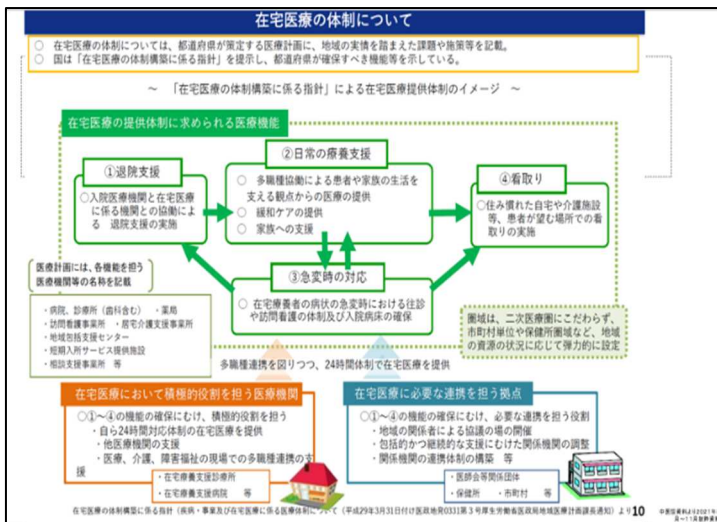 在宅医療の体制について
○ 在宅医療の体制については、都道府県が策定する医療計画に、地域の実情を踏まえた課題や施策等を記載。
○ 国は「在宅医療の体制構築に係る指針」を提示し、都道府県が確保すべき機能等を示している。
～ 「在宅医療の体制構築に係る指針」による在宅医療提供体制のイメージ ～
在宅医療の提供体制に求められる医療機能
①退院支援
○入院医療機関と在宅医療
に係る機関との協働による
退院支援の実施
②日常の療養支援
○ 多職種協働による患者や家族の生活を
支える観点からの医療の提供
○ 緩和ケアの提供
○ 家族への支援
④看取り
○住み慣れた自宅や介護施設
等、患者が望む場所での看
取りの実施
③急変時の対応
○ 在宅療養者の病状の急変時における往診
や訪問看護の体制及び入院病床の確保
医療計画には、各機能を担う
医療機関等の名称を記載
・病院、診療所（歯科含む）・薬局
・訪問看護事業所 ・居宅介護支援事業所
・地域包括支援センター
・短期入所サービス提供施設
・相談支援事業所 等
圏域は、二次医療圏にこだわらず、
市町村単位や保健所圏域など、地域
の資源の状況に応じて弾力的に設定
多職種連携を図りつつ、24時間体制で在宅医療を提供
在宅医療において積極的役割を担う医療機関
○①～④の機能の確保にむけ、積極的役割を担う
・自ら24時間対応体制の在宅医療を提供
・他医療機関の支援
・医療、介護、障害福祉の現場での多職種連携の支
援
・在宅療養支援診療所
・在宅療養支援病院 等
在宅医療に必要な連携を担う拠点
○①～④の機能の確保にむけ、必要な連携を担う役割
・地域の関係者による協議の場の開催
・包括的かつ継続的な支援にむけた関係機関の調整
・関係機関の連携体制の構築 等
・医師会等関係団体
・保健所 ・市町村 等
在宅医療の体制構築に係る指針（疾病・事業及び在宅医療に係る医療体制について（平成29年3月31日付け医政地発0331第3号厚生労働省医政局地域医療計画課長通知）より
10